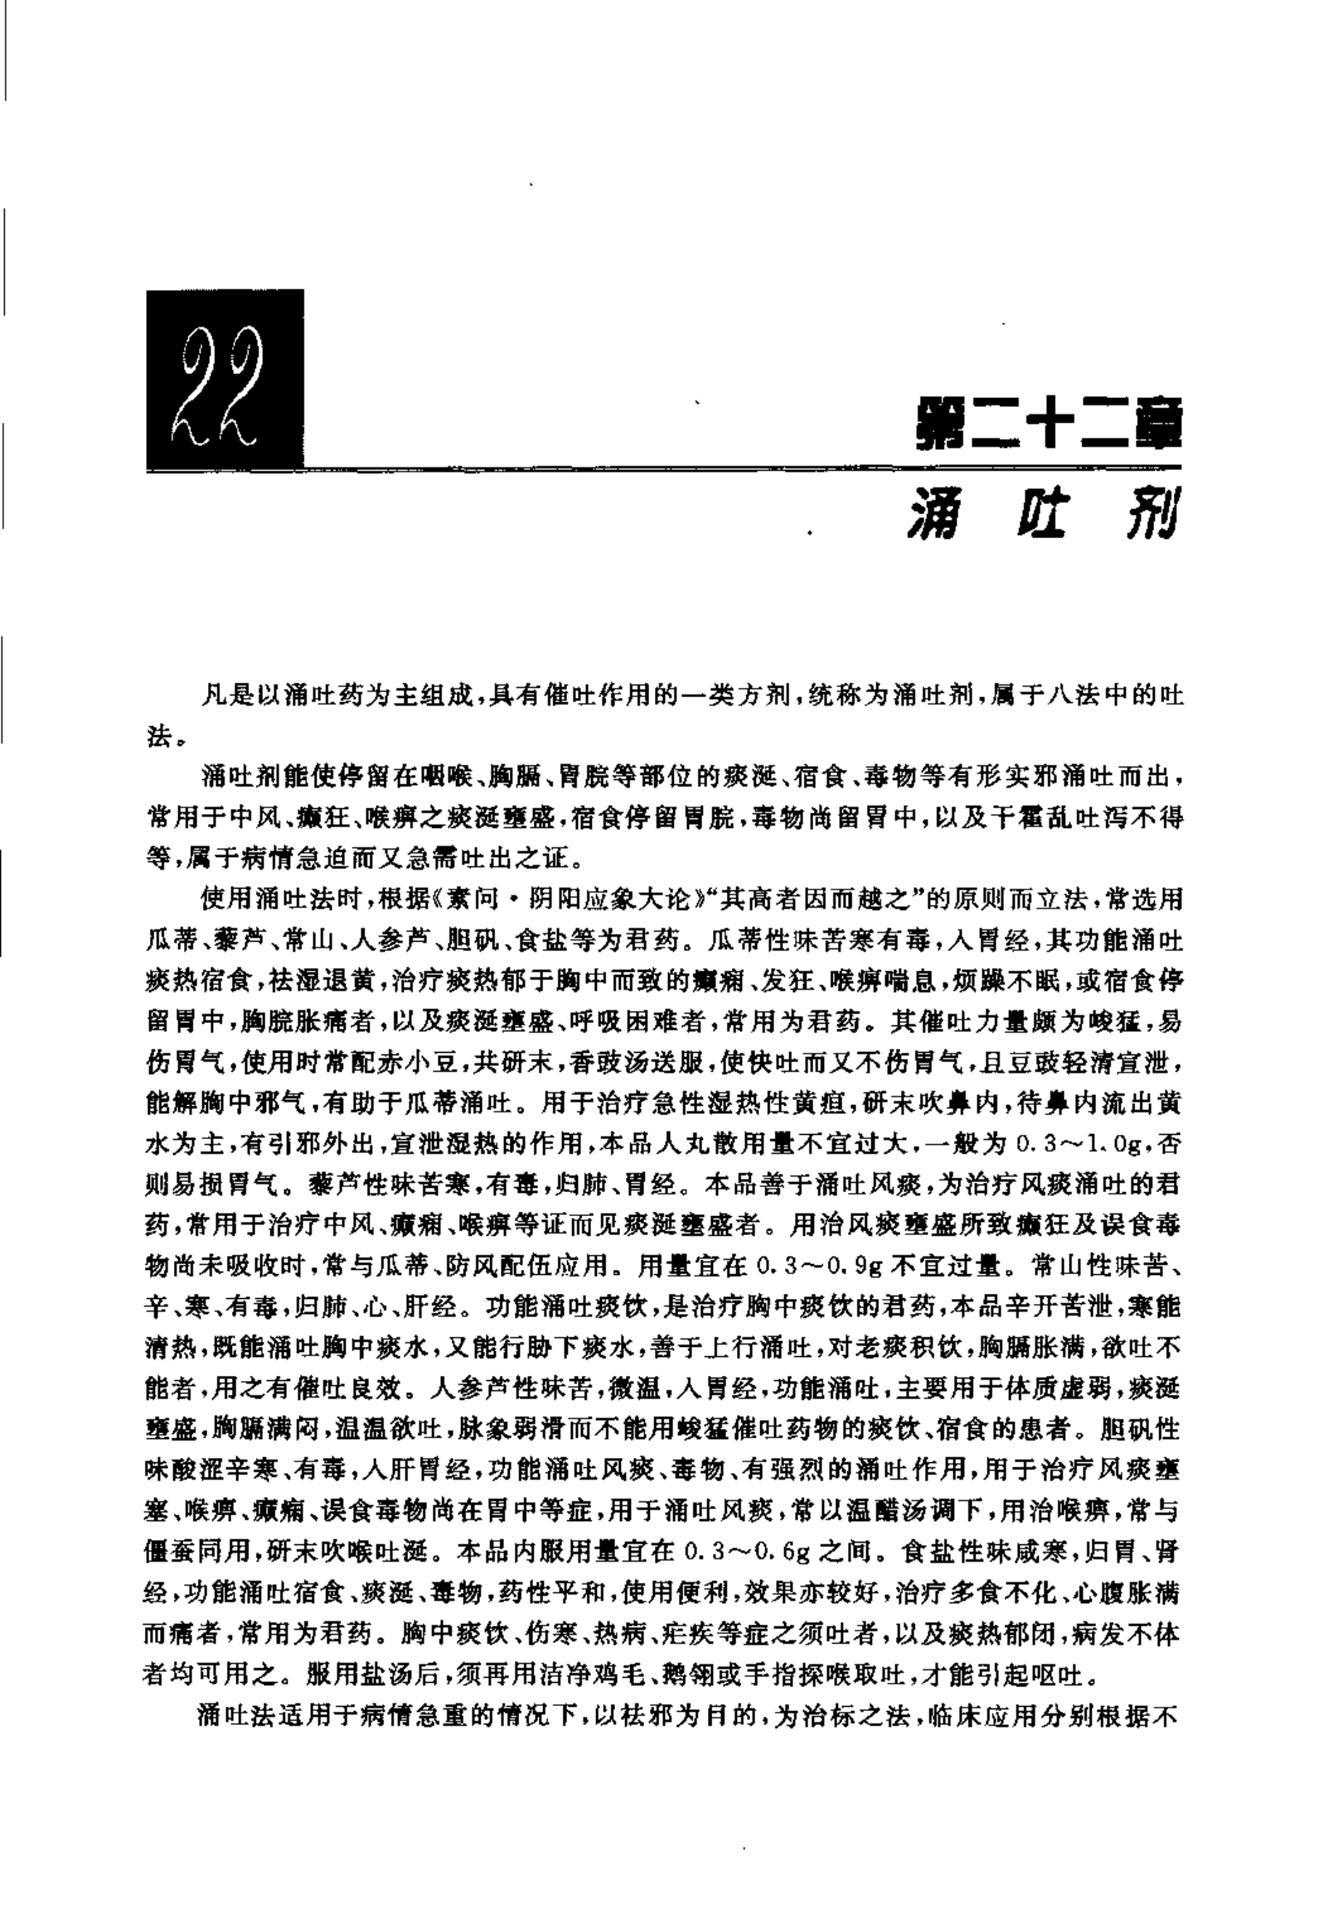 22
第二十二章
涌吐剂
凡是以涌吐药为主组成,具有催吐作用的一类方剂,统称为涌吐剂,属于八法中的吐
法。
涌吐剂能使停留在咽喉、胸膈、胃脘等部位的痰涎、宿食、毒物等有形实邪涌吐而出,
常用于中风、癫狂、喉痹之痰涎壅盛,宿食停留胃脘,毒物尚留胃中,以及干霍乱吐泻不得
等,属于病情急迫而又急需吐出之证。
使用涌吐法时,根据《素问·阴阳应象大论》“其高者因而越之”的原则而立法,常选用
瓜蒂、藜芦、常山、人参芦、胆矾、食盐等为君药。瓜蒂性味苦寒有毒,入胃经,其功能涌吐
痰热宿食,祛湿退黄,治疗痰热郁于胸中而致的癫痫、发狂、喉痹喘息,烦躁不眠,或宿食停
留胃中,胸脘胀痛者,以及痰涎壅盛、呼吸困难者,常用为君药。其催吐力量颇为峻猛,易
伤胃气,使用时常配赤小豆,共研末,香豉汤送服,使快吐而又不伤胃气,且豆豉轻清宣泄,
能解胸中邪气,有助于瓜蒂涌吐。用于治疗急性湿热性黄疸,研末吹鼻内,待鼻内流出黄
水为主,有引邪外出,宣泄湿热的作用,本品入丸散用量不宜过大,一般为0.3～1.0g,否
则易损胃气。藜芦性味苦寒,有毒,归肺、胃经。本品善于涌吐风痰,为治疗风痰涌吐的君
药,常用于治疗中风、癫痫、喉痹等证而见痰涎壅盛者。用治风痰壅盛所致癫狂及误食毒
物尚未吸收时,常与瓜蒂、防风配伍应用。用量宜在0.3～0.9g不宜过量。常山性味苦、
辛、寒、有毒,归肺、心、肝经。功能涌吐痰饮,是治疗胸中痰饮的君药,本品辛开苦泄,寒能
清热,既能涌吐胸中痰水,又能行胁下痰水,善于上行涌吐,对老痰积饮,胸膈胀满,欲吐不
能者,用之有催吐良效。人参芦性味苦,微温,入胃经,功能涌吐,主要用于体质虚弱,痰涎
壅盛,胸膈满闷,温温欲吐,脉象弱滑而不能用峻猛催吐药物的痰饮、宿食的患者。胆矾性
味酸涩辛寒、有毒,入肝胃经,功能涌吐风痰、毒物、有强烈的涌吐作用,用于治疗风痰壅
塞、喉痹、癫痫、误食毒物尚在胃中等症,用于涌吐风痰,常以温醋汤调下,用治喉痹,常与
僵蚕同用,研末吹喉吐涎。本品内服用量宜在0.3～0.6g之间。食盐性味咸寒,归胃、肾
经,功能涌吐宿食、痰涎、毒物,药性平和,使用便利,效果亦较好,治疗多食不化、心腹胀满
而痛者,常用为君药。胸中痰饮、伤寒、热病、疟疾等症之须吐者,以及痰热郁闭,病发不休
者均可用之。服用盐汤后,须再用洁净鸡毛、鹅翎或手指探喉取吐,才能引起呕吐。
涌吐法适用于病情急重的情况下,以祛邪为目的,为治标之法,临床应用分别根据不